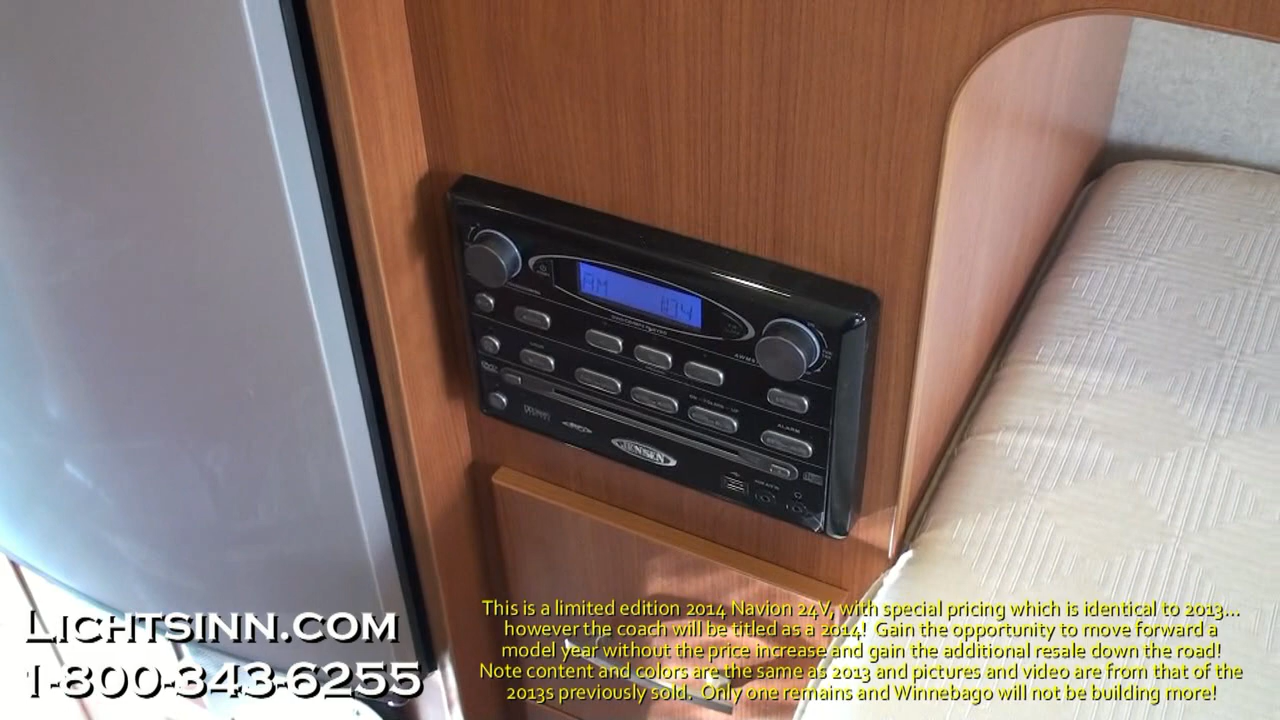 AM
JENSEN
ALARM
LICHTSINN.COM
1-800-343-6255
This is a limited edition 2014 Navion 24V, with special pricing which is identical to 2013...
however the coach will be titled as a 2014! Gain the opportunity to move forward a
model year without the price increase and gain the additional resale down the road!
Note content and colors are the same as 2013 and pictures and video are from that of the
2013s previously sold. Only one remains and Winnebago will not be building more!